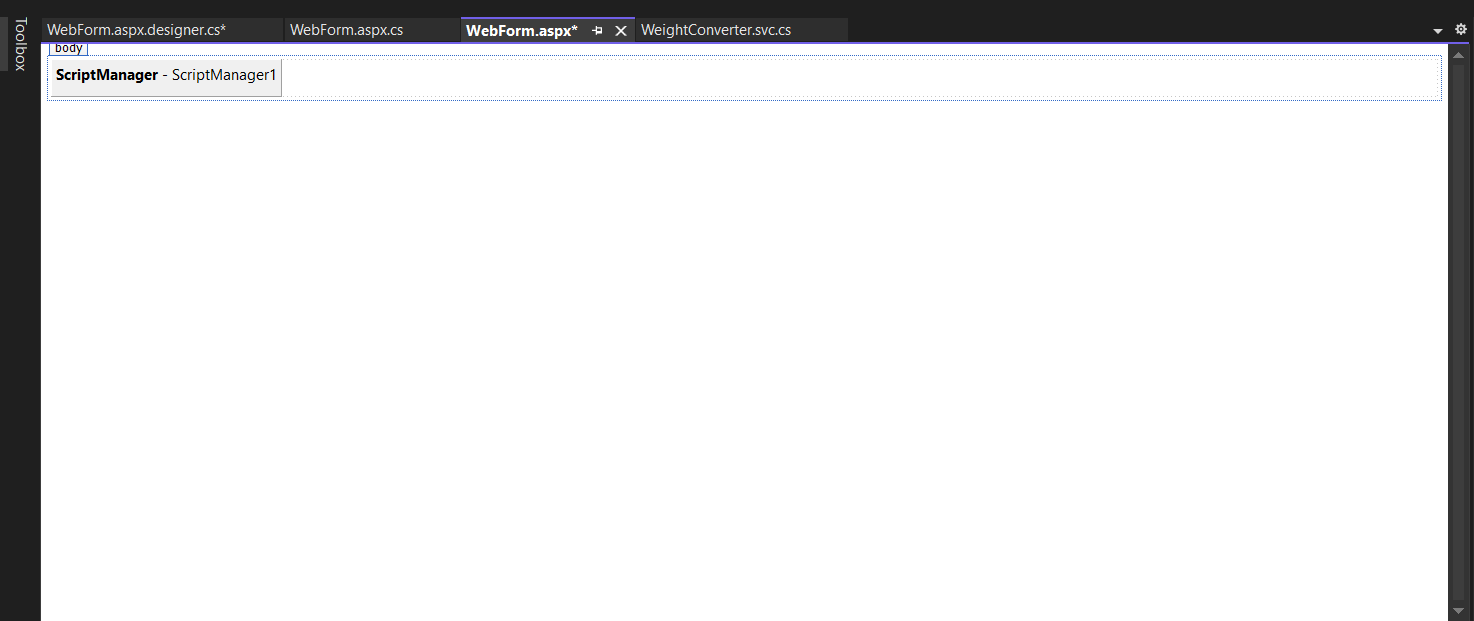 Toolbox
WebForm.aspx.designer.cs*
WebForm.aspx.cs
WebForm.aspx*
WeightConverter.svc.cs
body
ScriptManager - ScriptManager1